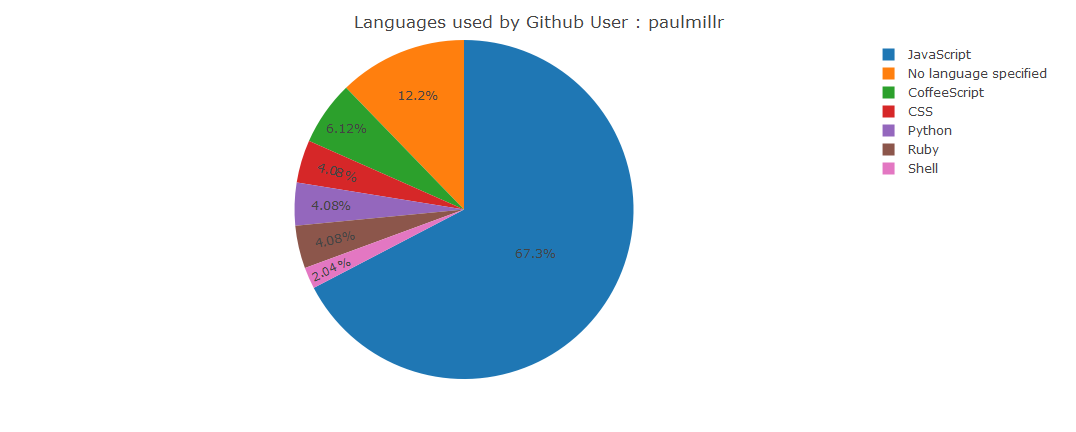 Languages used by Github User : paulmillr
JavaScript
No language specified
CoffeeScript
CSS
Python
Ruby
Shell
12.2%
6.12%
4.08%
4.08%
4.08%
2.04%
67.3%